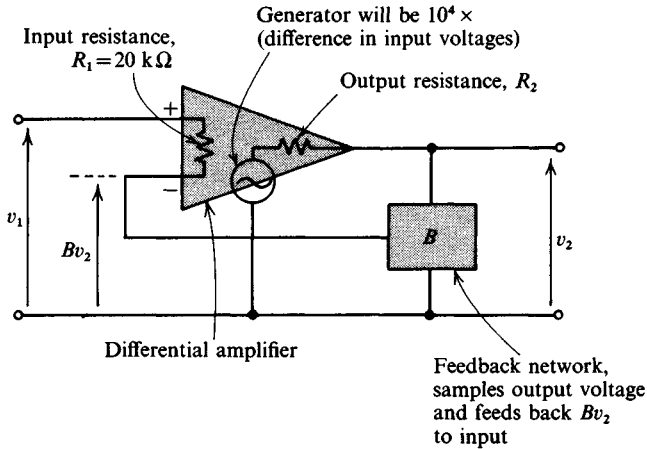 Generator will be 10⁴ ×
(difference in input voltages)
Input resistance,
R₁ = 20 kΩ
Output resistance, R₂
+
−
v₁
Bv₂
B
v₂
Differential amplifier
Feedback network,
samples output voltage
and feeds back Bv₂
to input